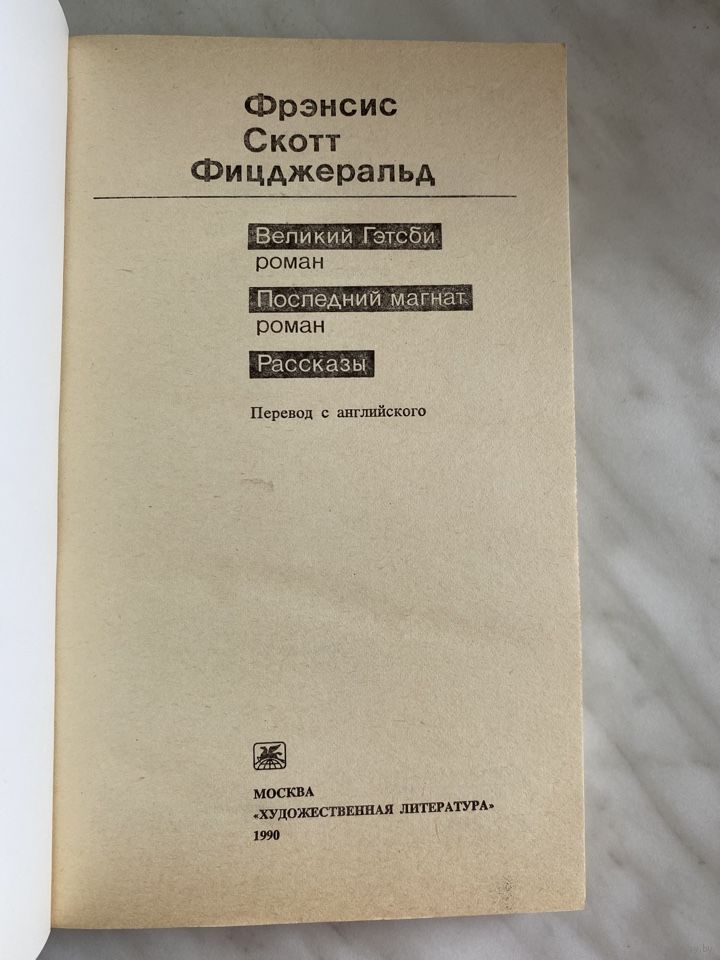 Фрэнсис
Скотт
Фицджеральд
Великий Гэтсби
роман
Последний магнат
роман
Рассказы
Перевод с английского
МОСКВА
«ХУДОЖЕСТВЕННАЯ ЛИТЕРАТУРА»
1990